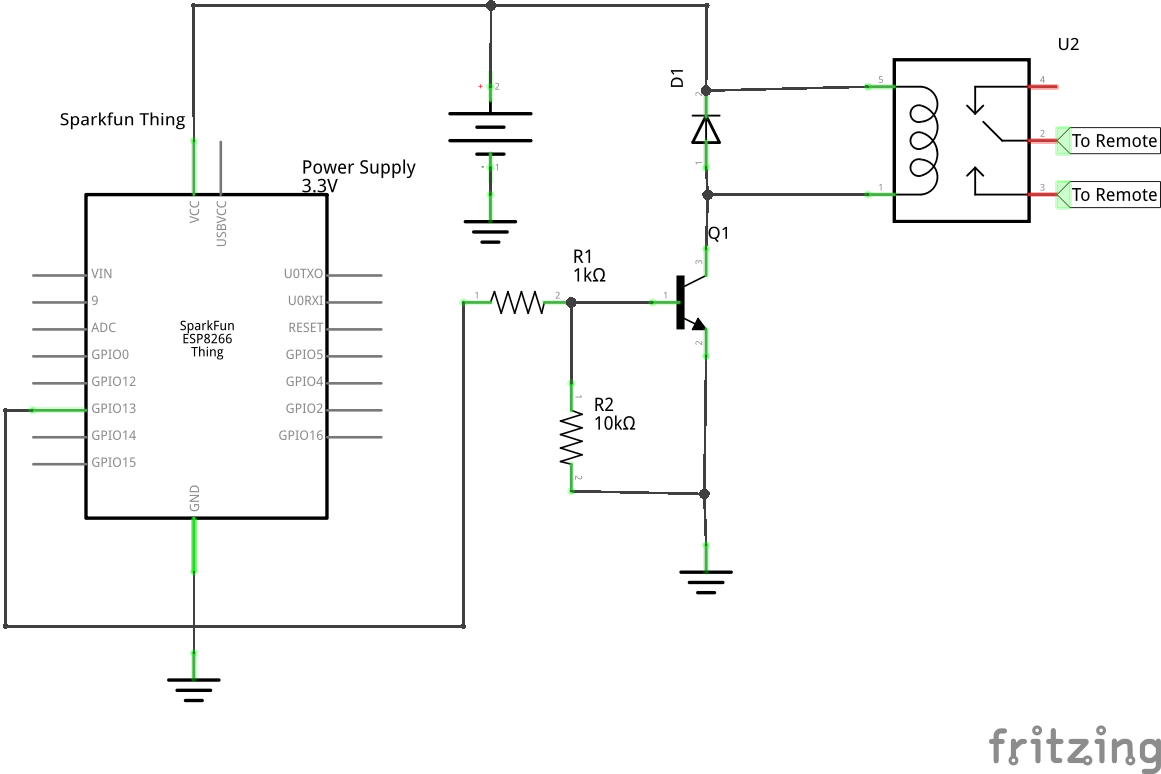 U2
D1
2
5
4
+
2
Sparkfun Thing
2
To Remote
Power Supply
3.3V
-
1
1
1
3
To Remote
VCC
USBVCC
Q1
R1
1kΩ
3
VIN
U0TXO
9
U0RXI
1
2
1
ADC
SparkFun
ESP8266
Thing
RESET
2
GPIO0
GPIO5
GPIO12
GPIO4
1
R2
10kΩ
GPIO13
GPIO2
GPIO14
GPIO16
GPIO15
2
GND
fritzing